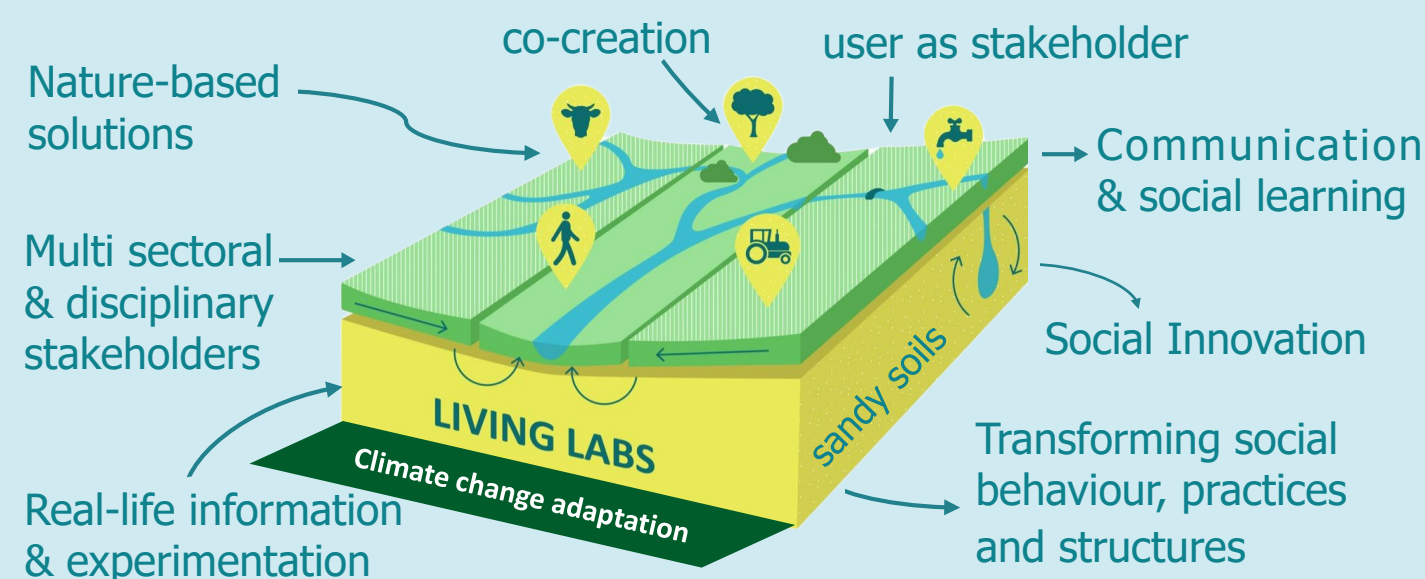 co-creation
user as stakeholder
Nature-based
solutions
Communication
& social learning
Multi sectoral
& disciplinary
stakeholders
Social Innovation
sandy soils
LIVING LABS
Climate change adaptation
Transforming social
behaviour, practices
and structures
Real-life information
& experimentation